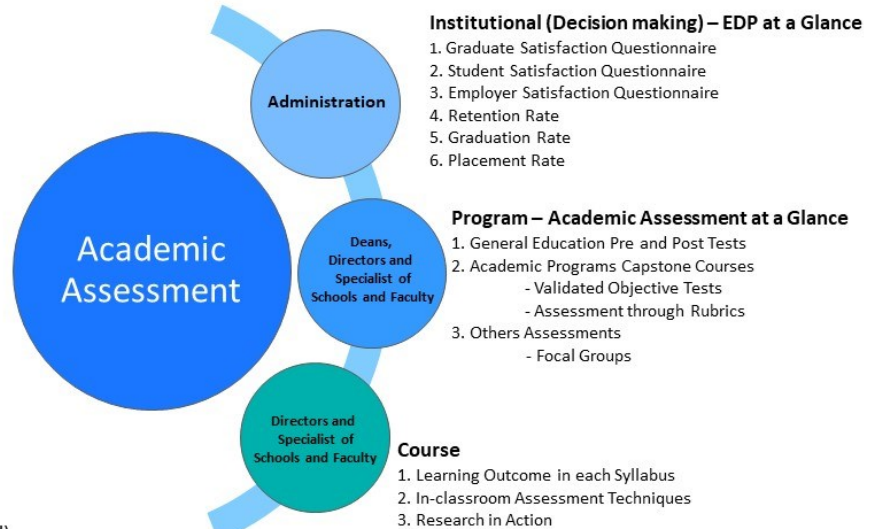 Academic
Assessment
Administration
Institutional (Decision making) – EDP at a Glance
1. Graduate Satisfaction Questionnaire
2. Student Satisfaction Questionnaire
3. Employer Satisfaction Questionnaire
4. Retention Rate
5. Graduation Rate
6. Placement Rate
Deans,
Directors and
Specialist of
Schools and Faculty
Program – Academic Assessment at a Glance
1. General Education Pre and Post Tests
2. Academic Programs Capstone Courses
- Validated Objective Tests
- Assessment through Rubrics
3. Others Assessments
- Focal Groups
Directors and
Specialist of
Schools and Faculty
Course
1. Learning Outcome in each Syllabus
2. In-classroom Assessment Techniques
3. Research in Action